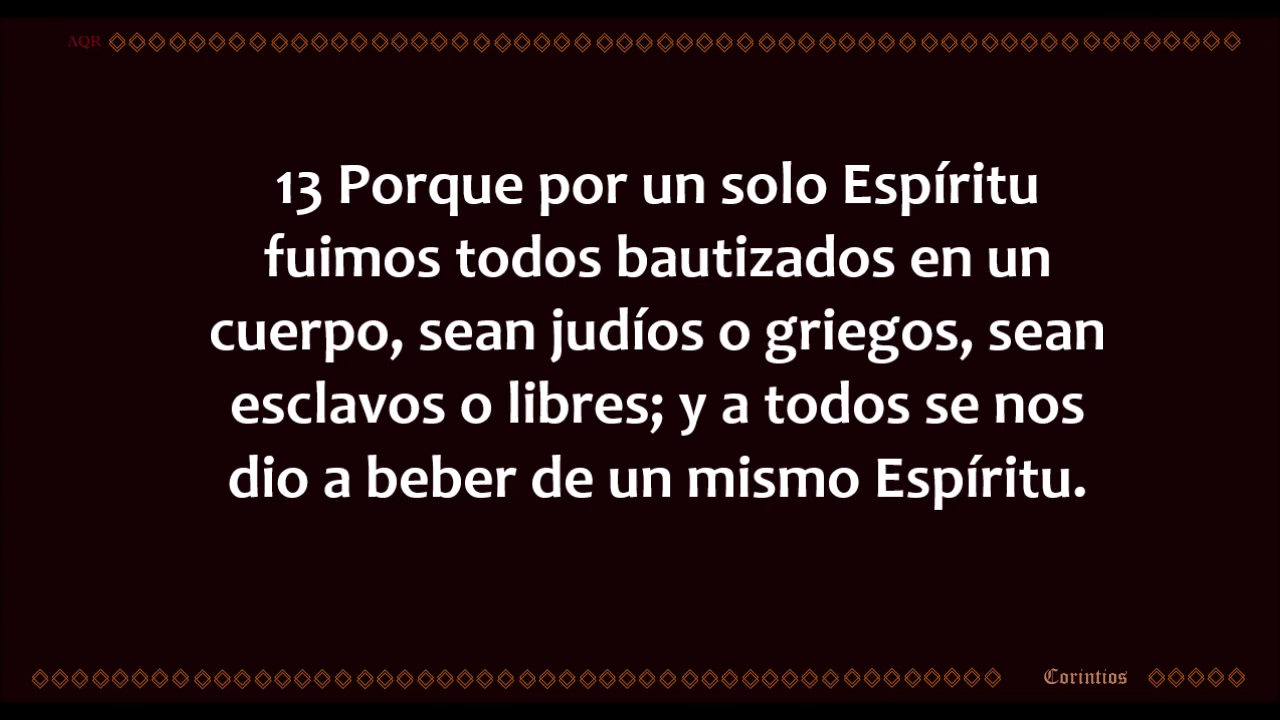 AQR
13 Porque por un solo Espíritu
fuimos todos bautizados en un
cuerpo, sean judíos o griegos, sean
esclavos o libres; y a todos se nos
dio a beber de un mismo Espíritu.
Corintios